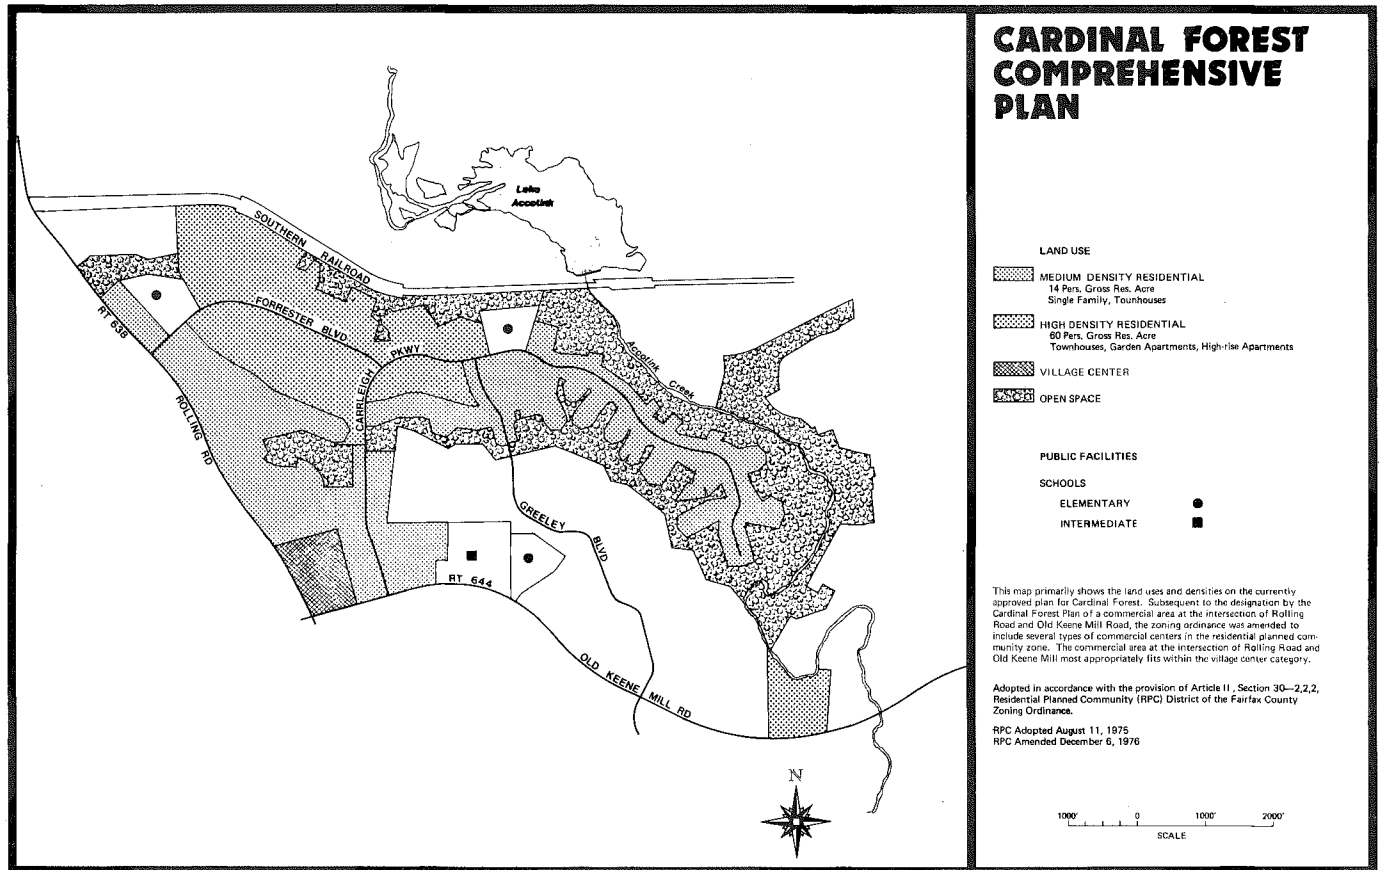 CARDINAL FOREST
COMPREHENSIVE
PLAN
Lake
Accotink
SOUTHERN RAILROAD
FORRESTER BLVD
RT 638
ROLLING RD
CARRLEIGH PKWY
Accotink Creek
GREELEY BLVD
RT 644
OLD KEENE MILL RD
N
LAND USE
MEDIUM DENSITY RESIDENTIAL
14 Pers. Gross Res. Acre
Single Family, Tounhouses
HIGH DENSITY RESIDENTIAL
60 Pers. Gross Res. Acre
Townhouses, Garden Apartments, High-rise Apartments
VILLAGE CENTER
OPEN SPACE
PUBLIC FACILITIES
SCHOOLS
ELEMENTARY
INTERMEDIATE
This map primarily shows the land uses and densities on the currently
approved plan for Cardinal Forest. Subsequent to the designation by the
Cardinal Forest Plan of a commercial area at the intersection of Rolling
Road and Old Keene Mill Road, the zoning ordinance was amended to
include several types of commercial centers in the residential planned com-
munity zone. The commercial area at the intersection of Rolling Road and
Old Keene Mill most appropriately fits within the village center category.
Adopted in accordance with the provision of Article II , Section 30—2,2,2,
Residential Planned Community (RPC) District of the Fairfax County
Zoning Ordinance.
RPC Adopted August 11, 1975
RPC Amended December 6, 1976
1000' 0 1000' 2000'
SCALE